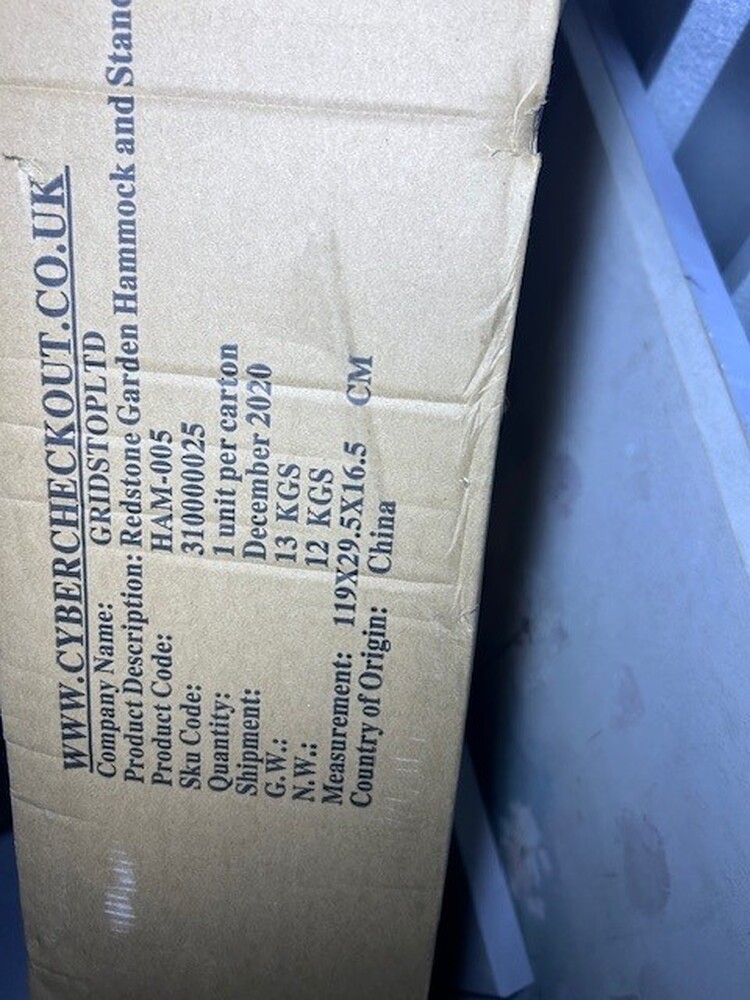 WWW.CYBERCHECKOUT.CO.UK
Company Name: GRIDSTOPLTD
Product Description: Redstone Garden Hammock and Stand
Product Code: HAM-005
Sku Code: 310000025
Quantity: 1 unit per carton
Shipment: December 2020
G.W.: 13 KGS
N.W.: 12 KGS
Measurement: 119X29.5X16.5 CM
Country of Origin: China